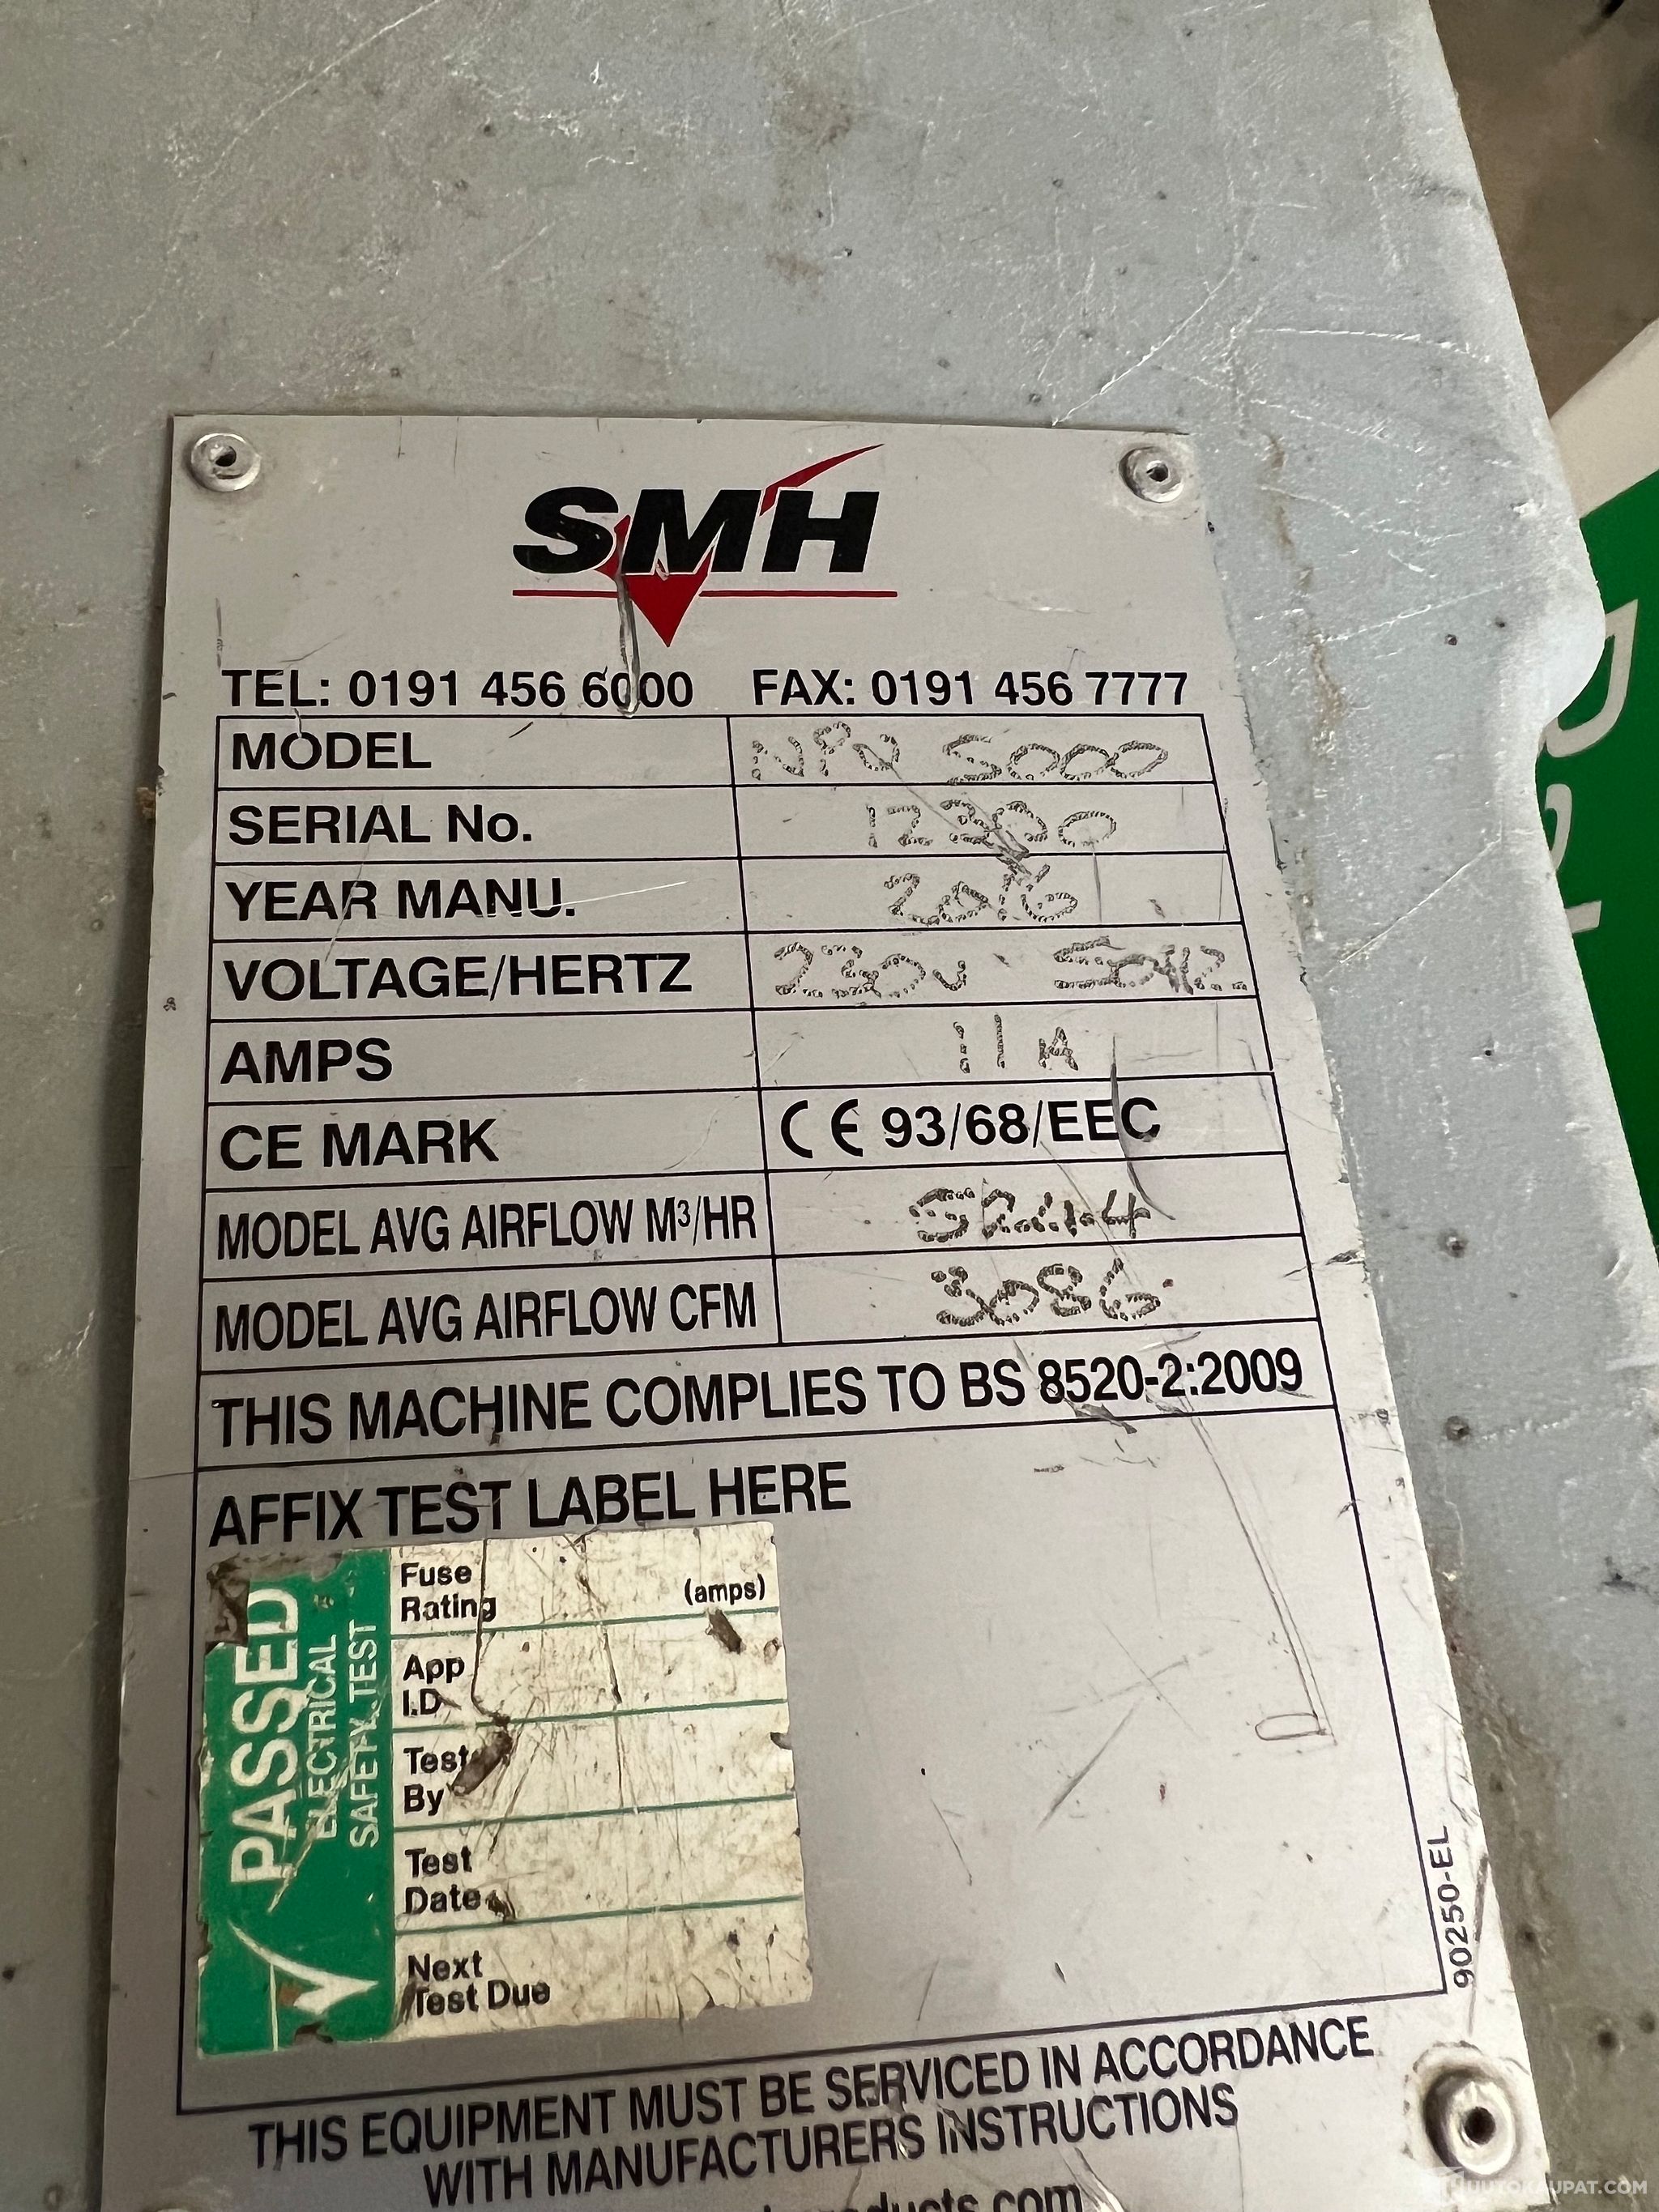 SMH
TEL: 0191 456 6000 FAX: 0191 456 7777
MODEL NPU 5000
SERIAL No.
YEAR MANU. 2016
VOLTAGE/HERTZ 230V 50HZ
AMPS 11A
CE MARK CE 93/68/EEC
MODEL AVG AIRFLOW M³/HR
MODEL AVG AIRFLOW CFM 3086
THIS MACHINE COMPLIES TO BS 8520-2:2009
AFFIX TEST LABEL HERE
PASSED
ELECTRICAL
SAFETY TEST
Fuse
Rating (amps)
App
I.D
Test
By
Test
Date
Next
Test Due
90250-EL
THIS EQUIPMENT MUST BE SERVICED IN ACCORDANCE
WITH MANUFACTURERS INSTRUCTIONS